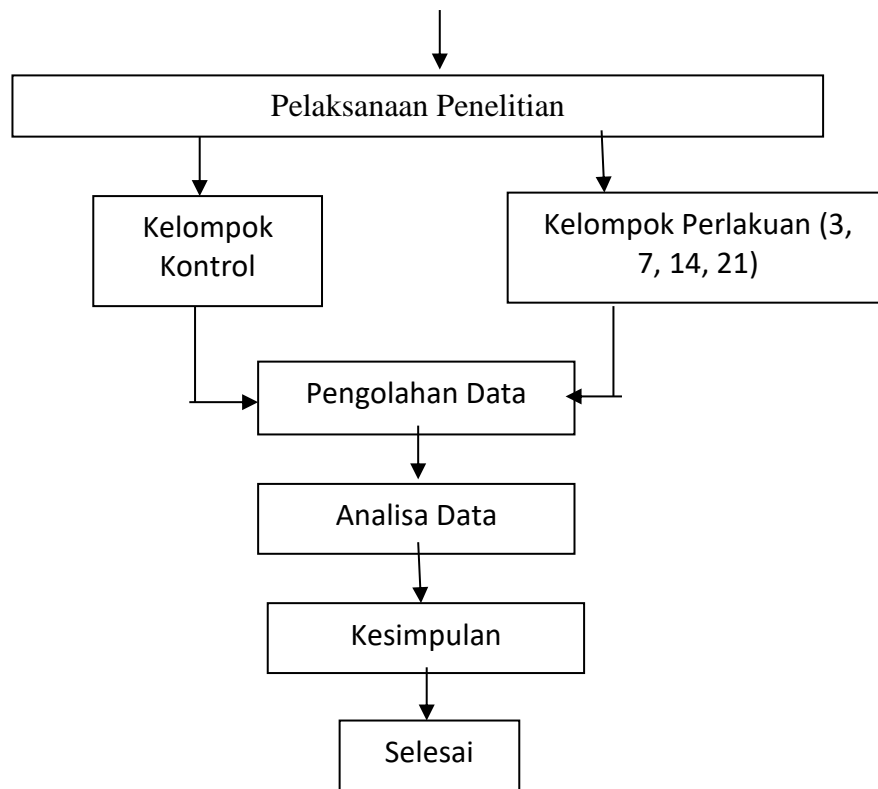 Pelaksanaan Penelitian
Kelompok
Kontrol
Kelompok Perlakuan (3,
7, 14, 21)
Pengolahan Data
Analisa Data
Kesimpulan
Selesai